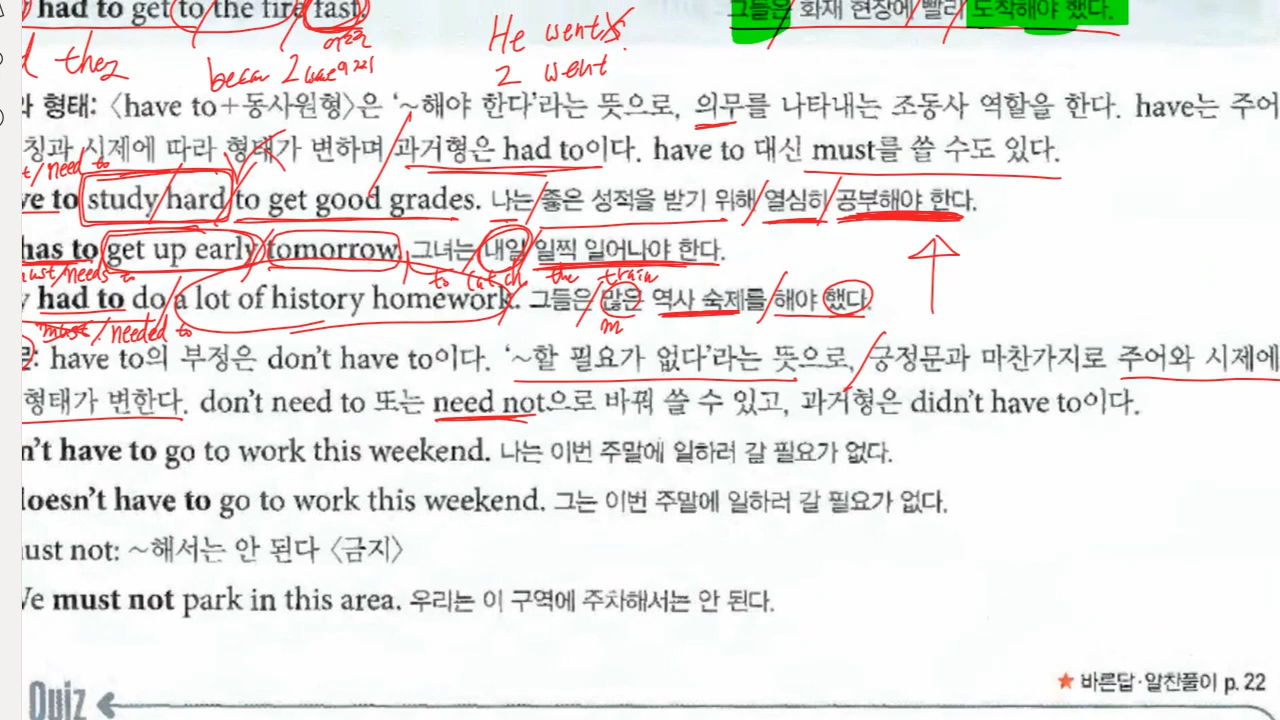 had to get to the fire fast
그들은 화재 현장에 빨리 도착해야 했다.
He went
they
2 went
와 형태: 〈have to+동사원형〉은 '~해야 한다'라는 뜻으로, 의무를 나타내는 조동사 역할을 한다. have는 주어
칭과 시제에 따라 형태가 변하며 과거형은 had to이다. have to 대신 must를 쓸 수도 있다.
/need to
ve to study hard to get good grades. 나는 좋은 성적을 받기 위해 열심히 공부해야 한다.
has to get up early tomorrow. 그녀는 내일 일찍 일어나야 한다.
ust/needs to
to catch the train
had to do a lot of history homework. 그들은 많은 역사 숙제를 해야 했다.
must / needed to
m
: have to의 부정은 don't have to이다. '~할 필요가 없다'라는 뜻으로, 긍정문과 마찬가지로 주어와 시제에
형태가 변한다. don't need to 또는 need not으로 바꿔 쓸 수 있고, 과거형은 didn't have to이다.
n't have to go to work this weekend. 나는 이번 주말에 일하러 갈 필요가 없다.
loesn't have to go to work this weekend. 그는 이번 주말에 일하러 갈 필요가 없다.
ust not: ~해서는 안 된다 〈금지〉
Ve must not park in this area. 우리는 이 구역에 주차해서는 안 된다.
★ 바른답·알찬풀이 p. 22
Quiz